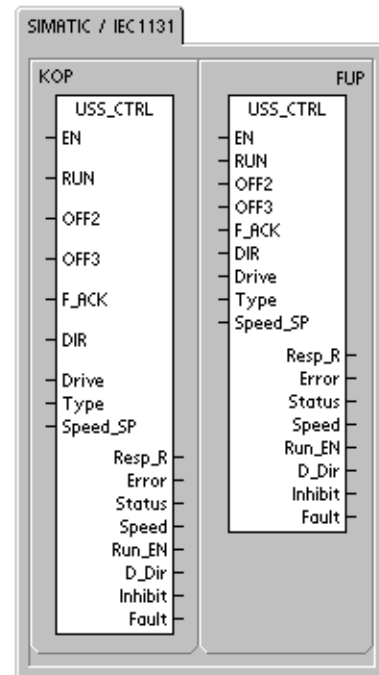 SIMATIC / IEC1131
KOP
USS_CTRL
EN
RUN
OFF2
OFF3
F_ACK
DIR
Drive
Type
Speed_SP
Resp_R
Error
Status
Speed
Run_EN
D_Dir
Inhibit
Fault
FUP
USS_CTRL
EN
RUN
OFF2
OFF3
F_ACK
DIR
Drive
Type
Speed_SP
Resp_R
Error
Status
Speed
Run_EN
D_Dir
Inhibit
Fault